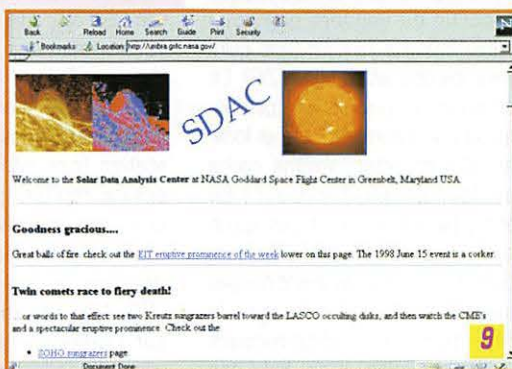 Back Reload Home Search Guide Print Security
Bookmarks Location: http://umbra.gsfc.nasa.gov/
SDAC
Welcome to the Solar Data Analysis Center at NASA Goddard Space Flight Center in Greenbelt, Maryland USA.
Goodness gracious....
Great balls of fire. check out the EIT eruptive prominence of the week lower on this page. The 1998 June 15 event is a corker.
Twin comets race to fiery death!
...or words to that effect: see two Kreutz sungrazers barrel toward the LASCO occulting disks, and then watch the CME's
and a spectacular eruptive prominence. Check out the
• SOHO sungrazers page.
9
Document: Done